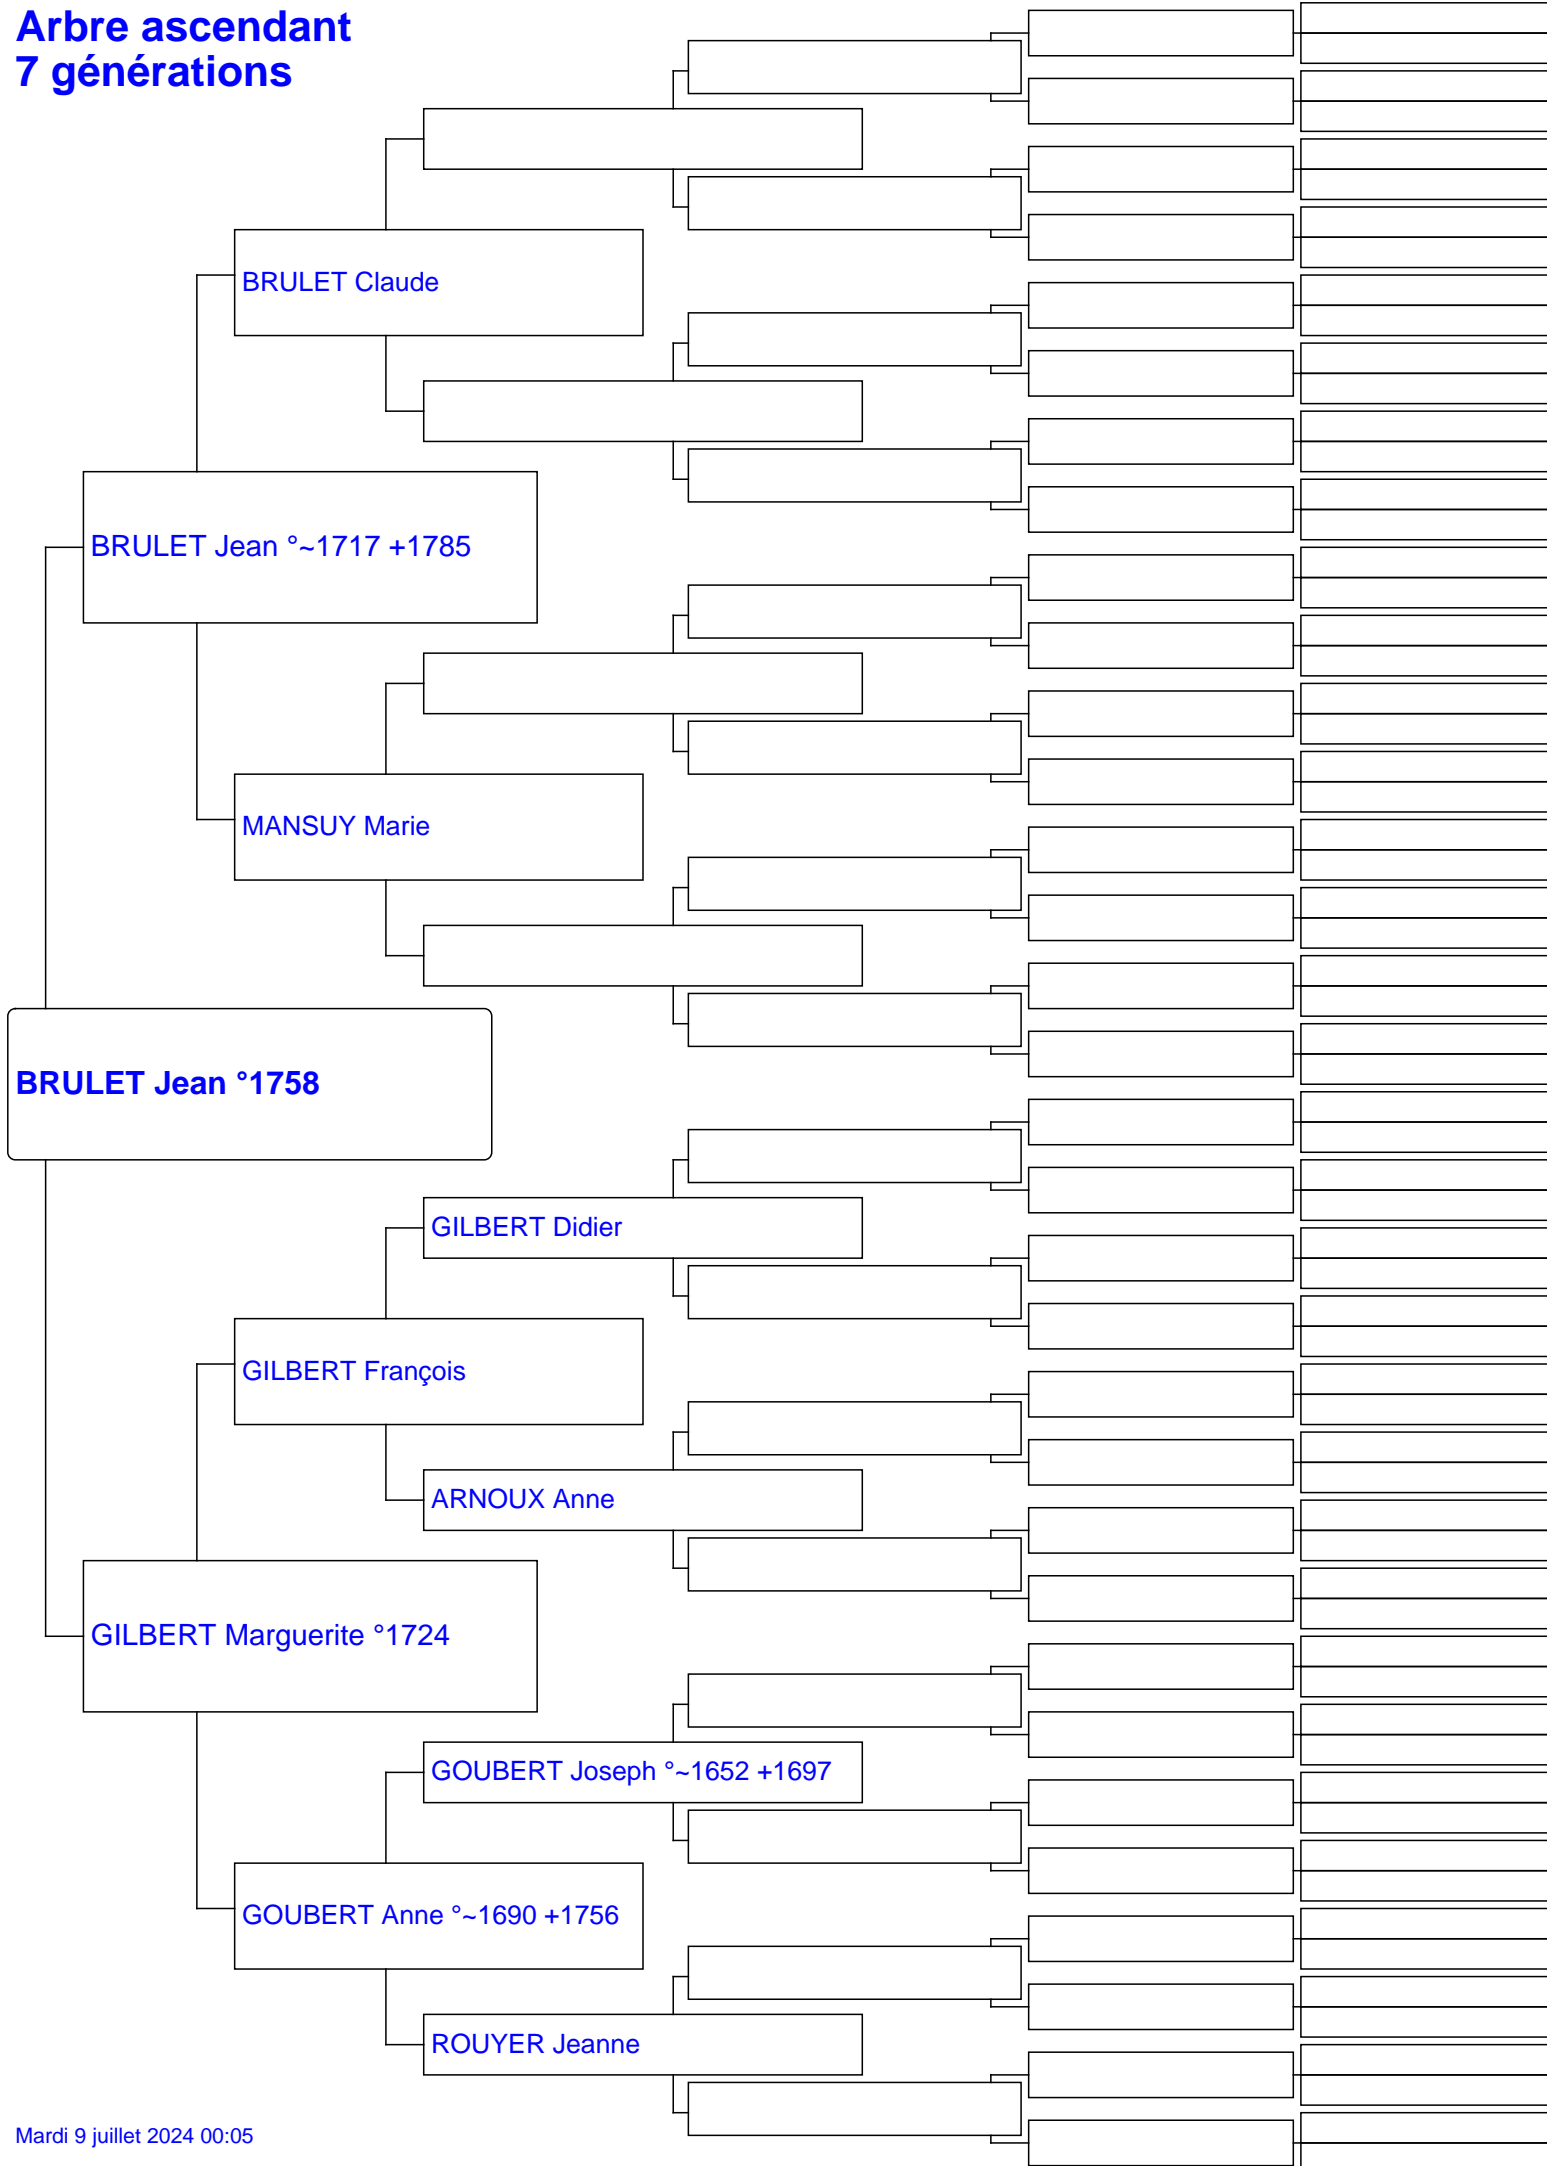 Arbre ascendant
7 générations
BRULET Claude
BRULET Jean °~1717 +1785
MANSUY Marie
BRULET Jean °1758
GILBERT Didier
GILBERT François
ARNOUX Anne
GILBERT Marguerite °1724
GOUBERT Joseph °~1652 +1697
GOUBERT Anne °~1690 +1756
ROUYER Jeanne
Mardi 9 juillet 2024 00:05